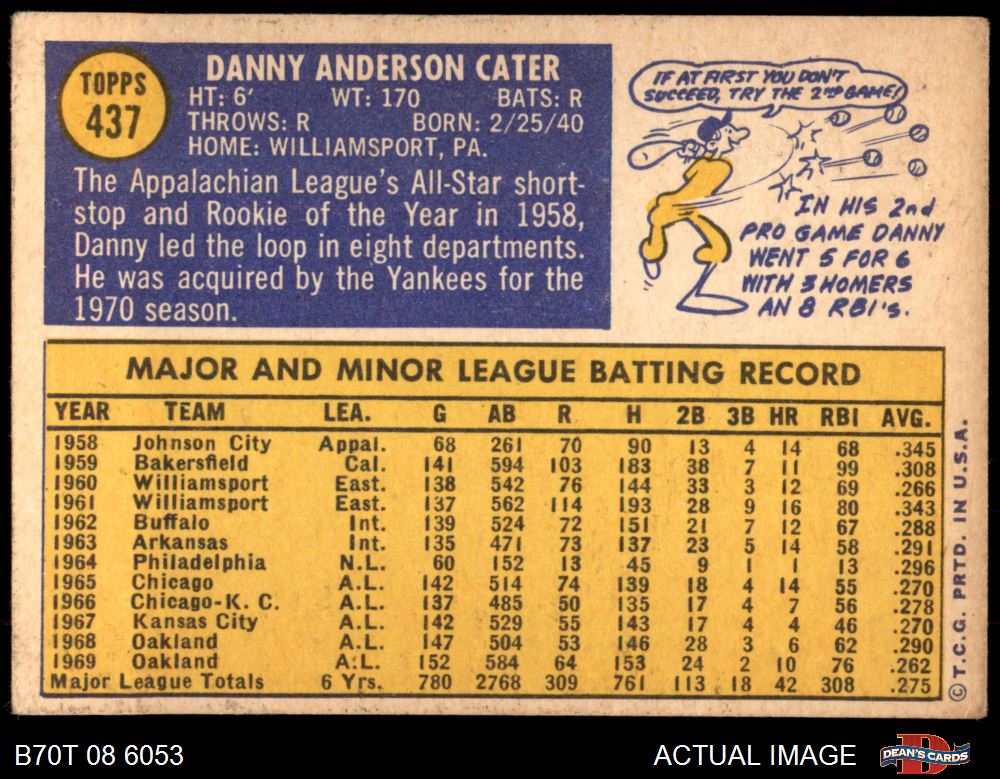 TOPPS
437
DANNY ANDERSON CATER
HT: 6' WT: 170 BATS: R
THROWS: R BORN: 2/25/40
HOME: WILLIAMSPORT, PA.
The Appalachian League's All-Star short-
stop and Rookie of the Year in 1958,
Danny led the loop in eight departments.
He was acquired by the Yankees for the
1970 season.
IF AT FIRST YOU DON'T
SUCCEED, TRY THE 2ND GAME!
IN HIS 2nd
PRO GAME DANNY
WENT 5 FOR 6
WITH 3 HOMERS
AN 8 RBI's.
MAJOR AND MINOR LEAGUE BATTING RECORD
YEAR TEAM LEA. G AB R H 2B 3B HR RBI AVG.
1958 Johnson City Appal. 68 261 70 90 13 4 14 68 .345
1959 Bakersfield Cal. 141 594 103 183 38 7 11 99 .308
1960 Williamsport East. 138 542 76 144 33 3 12 69 .266
1961 Williamsport East. 137 562 114 193 28 9 16 80 .343
1962 Buffalo Int. 139 524 72 151 21 7 12 67 .288
1963 Arkansas Int. 135 471 73 137 23 5 14 58 .291
1964 Philadelphia N.L. 60 152 13 45 9 1 1 13 .296
1965 Chicago A.L. 142 514 74 139 18 4 14 55 .270
1966 Chicago-K. C. A.L. 137 485 50 135 17 4 7 56 .278
1967 Kansas City A.L. 142 529 55 143 17 4 4 46 .270
1968 Oakland A.L. 147 504 53 146 28 3 6 62 .290
1969 Oakland A.L. 152 584 64 153 24 2 10 76 .262
Major League Totals 6 Yrs. 780 2768 309 761 113 18 42 308 .275
© T.C.G. PRTD. IN U.S.A.
B70T 08 6053
ACTUAL IMAGE
DEAN'S CARDS